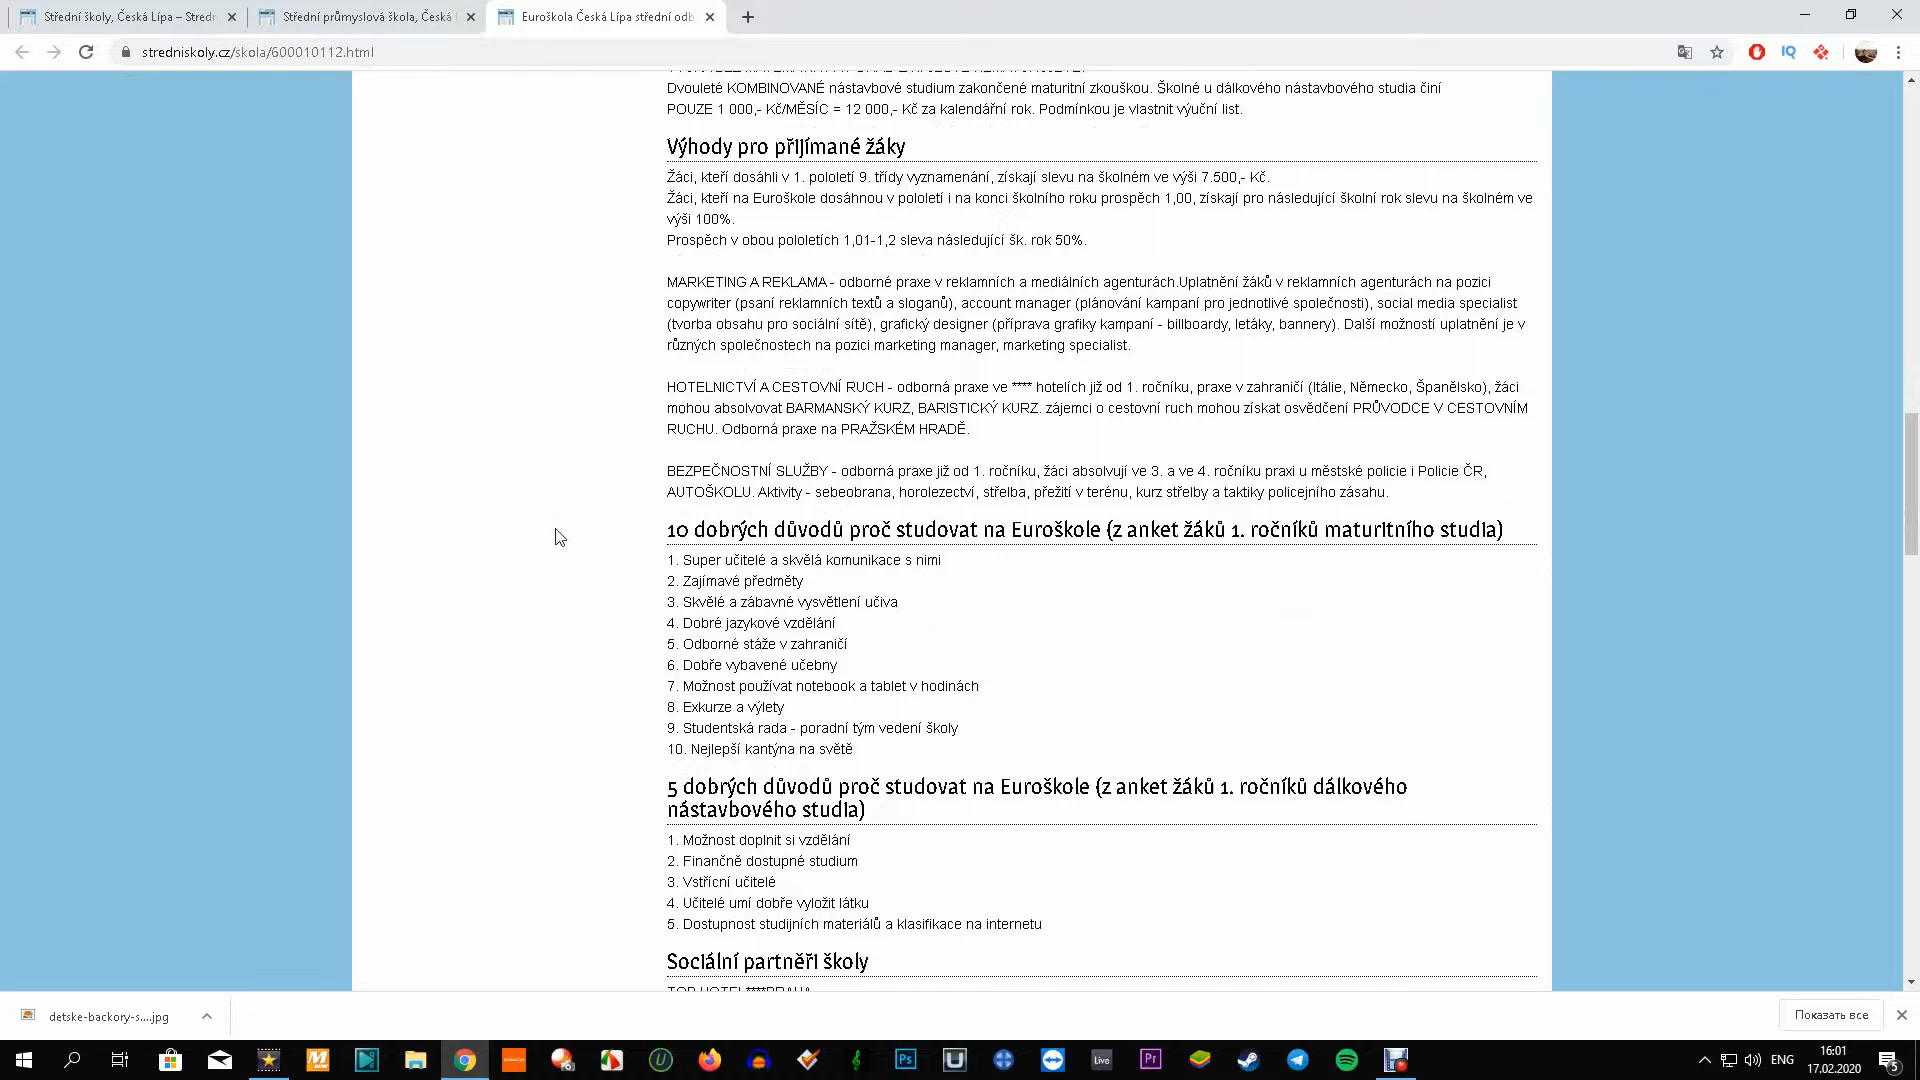 Střední školy, Česká Lípa – Stredn
Střední průmyslová škola, Česká
Euroškola Česká Lípa střední odb
stredniskoly.cz/skola/600010112.html
Dvouleté KOMBINOVANÉ nástavbové studium zakončené maturitní zkouškou. Školné u dálkového nástavbového studia činí
POUZE 1 000,- Kč/MĚSÍC = 12 000,- Kč za kalendářní rok. Podmínkou je vlastnit výuční list.
Výhody pro přijímané žáky
Žáci, kteří dosáhli v 1. pololetí 9. třídy vyznamenání, získají slevu na školném ve výši 7.500,- Kč.
Žáci, kteří na Euroškole dosáhnou v pololetí i na konci školního roku prospěch 1,00, získají pro následující školní rok slevu na školném ve
výši 100%.
Prospěch v obou pololetích 1,01-1,2 sleva následující šk. rok 50%.
MARKETING A REKLAMA - odborné praxe v reklamních a mediálních agenturách.Uplatnění žáků v reklamních agenturách na pozici
copywriter (psaní reklamních textů a sloganů), account manager (plánování kampaní pro jednotlivé společnosti), social media specialist
(tvorba obsahu pro sociální sítě), grafický designer (příprava grafiky kampaní - billboardy, letáky, bannery). Další možností uplatnění je v
různých společnostech na pozici marketing manager, marketing specialist.
HOTELNICTVÍ A CESTOVNÍ RUCH - odborná praxe ve **** hotelích již od 1. ročníku, praxe v zahraničí (Itálie, Německo, Španělsko), žáci
mohou absolvovat BARMANSKÝ KURZ, BARISTICKÝ KURZ. zájemci o cestovní ruch mohou získat osvědčení PRŮVODCE V CESTOVNÍM
RUCHU. Odborná praxe na PRAŽSKÉM HRADĚ.
BEZPEČNOSTNÍ SLUŽBY - odborná praxe již od 1. ročníku, žáci absolvují ve 3. a ve 4. ročníku praxi u městské policie i Policie ČR,
AUTOŠKOLU. Aktivity - sebeobrana, horolezectví, střelba, přežití v terénu, kurz střelby a taktiky policejního zásahu.
10 dobrých důvodů proč studovat na Euroškole (z anket žáků 1. ročníků maturitního studia)
1. Super učitelé a skvělá komunikace s nimi
2. Zajímavé předměty
3. Skvělé a zábavné vysvětlení učiva
4. Dobré jazykové vzdělání
5. Odborné stáže v zahraničí
6. Dobře vybavené učebny
7. Možnost používat notebook a tablet v hodinách
8. Exkurze a výlety
9. Studentská rada - poradní tým vedení školy
10. Nejlepší kantýna na světě
5 dobrých důvodů proč studovat na Euroškole (z anket žáků 1. ročníků dálkového
nástavbového studia)
1. Možnost doplnit si vzdělání
2. Finančně dostupné studium
3. Vstřícní učitelé
4. Učitelé umí dobře vyložit látku
5. Dostupnost studijních materiálů a klasifikace na internetu
Sociální partněři školy
TOP HOTEL****PRAHA
detske-backory-s....jpg
Показать все
Ps
Live
Pr
ENG
16:01
17.02.2020
5